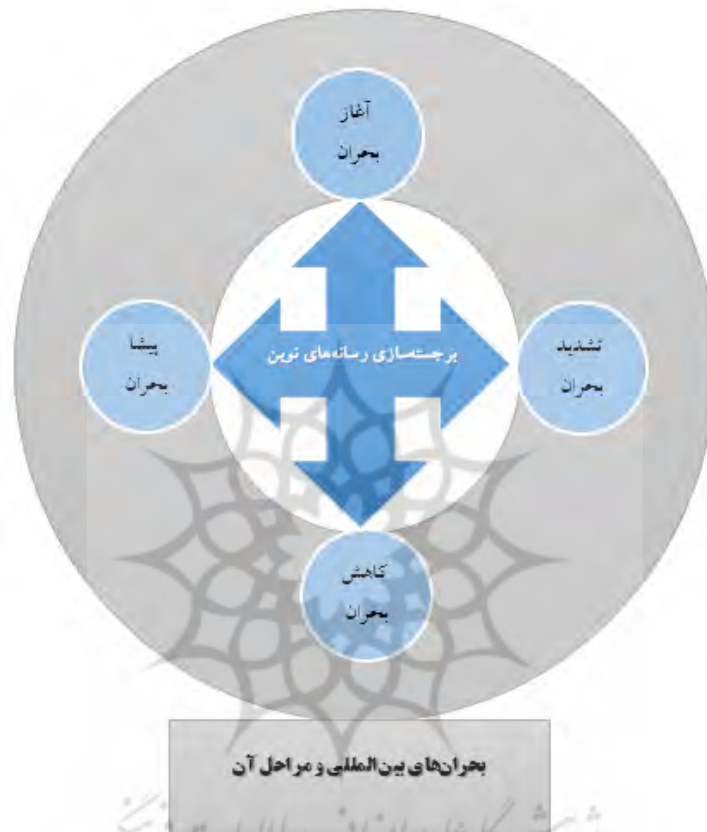 آغاز
بحران
پیشا
بحران
برجسته‌سازی رسانه‌های نوین
تشدید
بحران
کاهش
بحران
بحران‌های بین‌المللی و مراحل آن